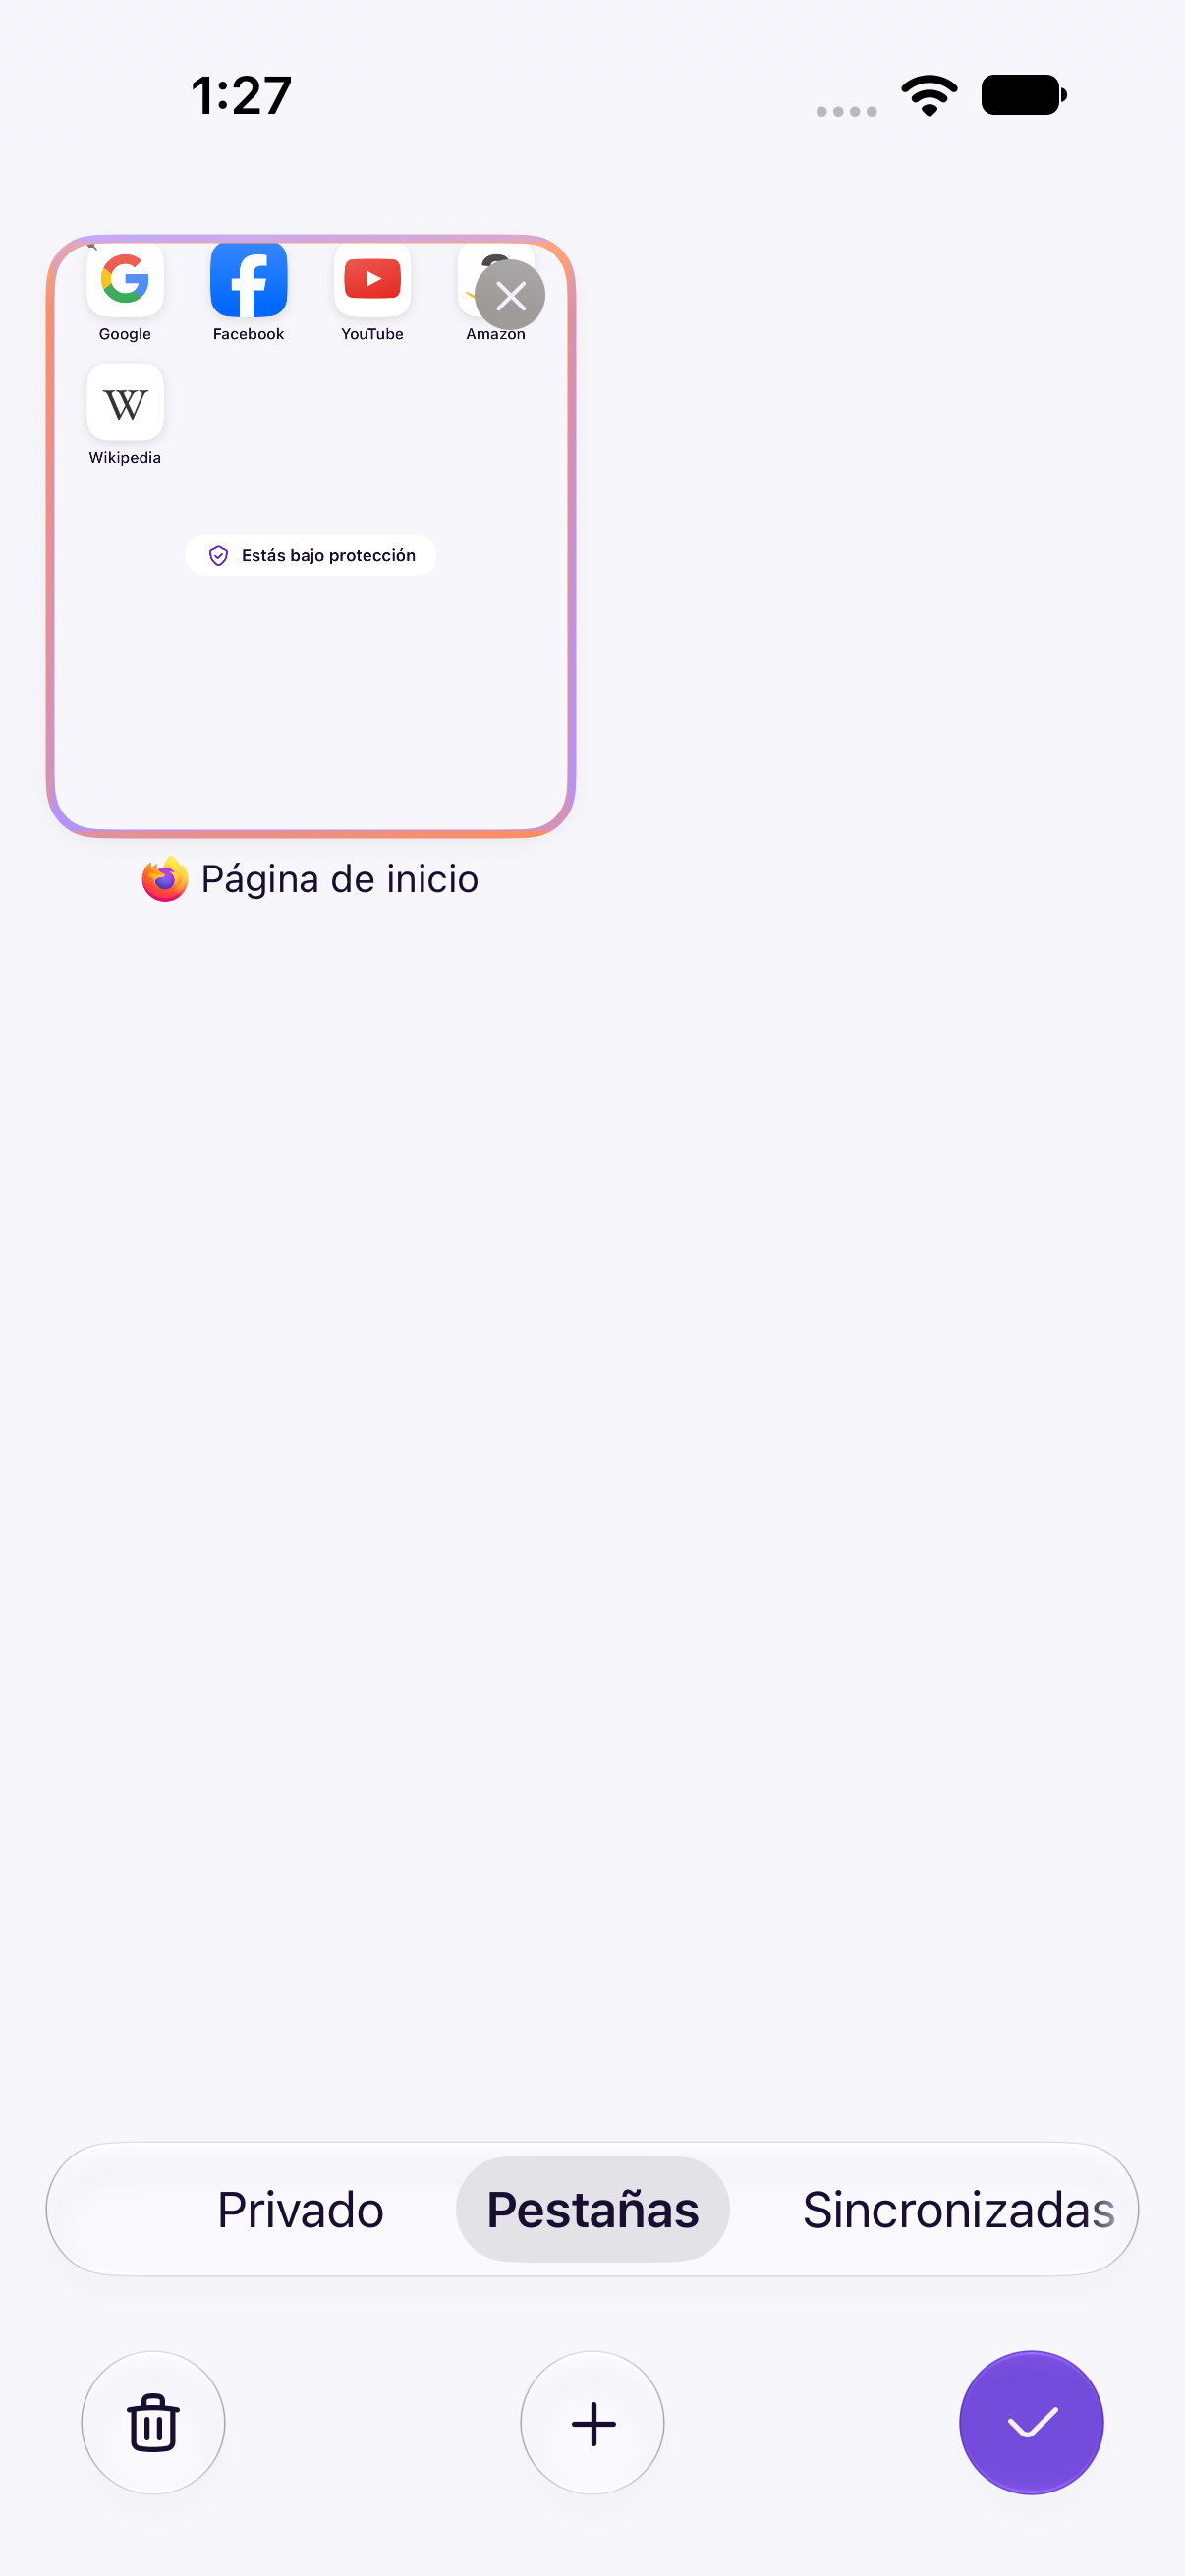 1:27
Google Facebook YouTube Amazon
W
Wikipedia
Estás bajo protección
Página de inicio
Privado Pestañas Sincronizadas